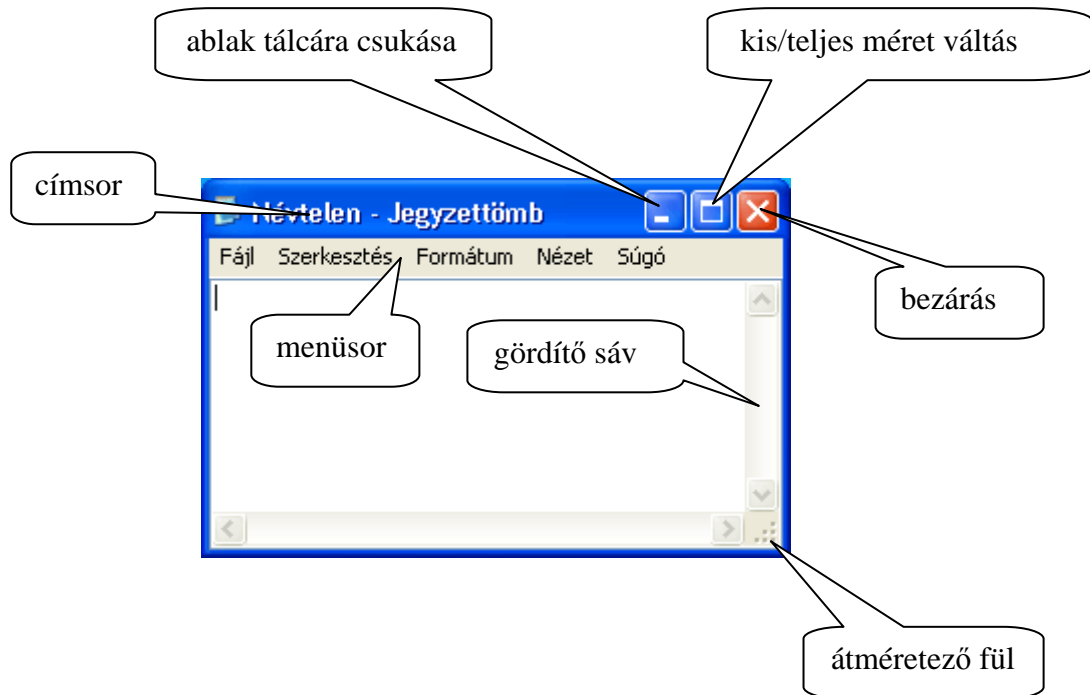 ablak tálcára csukása
kis/teljes méret váltás
címsor
Névtelen - Jegyzettömb
Fájl Szerkesztés Formátum Nézet Súgó
bezárás
menüsor
gördítő sáv
átméretező fül